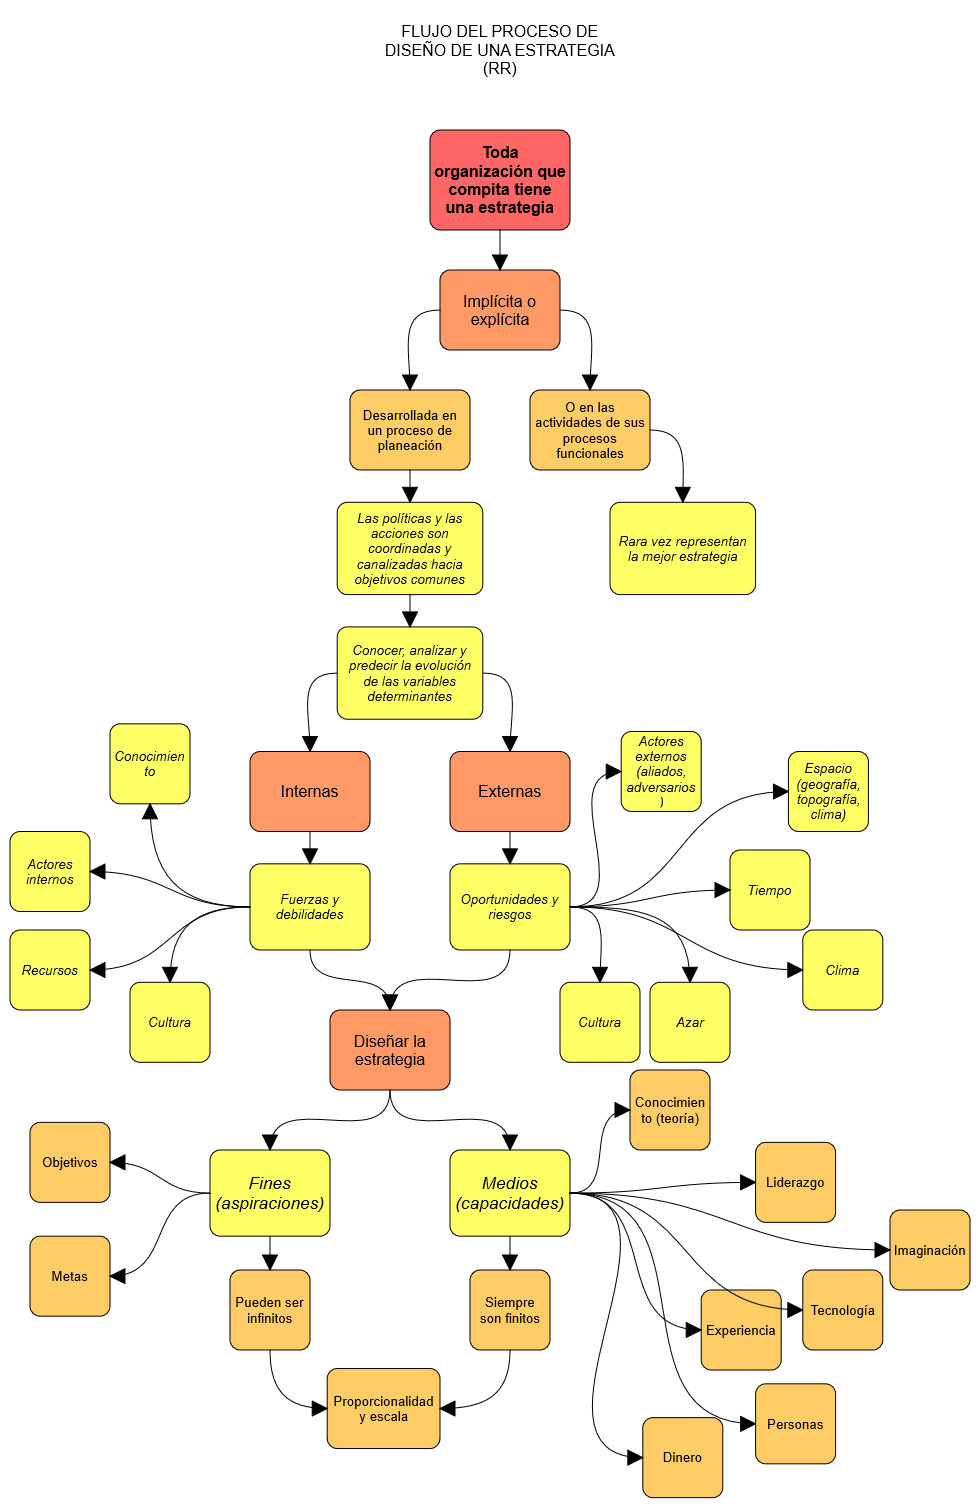 FLUJO DEL PROCESO DE
DISEÑO DE UNA ESTRATEGIA
(RR)
Toda
organización que
compita tiene
una estrategia
Implícita o
explícita
Desarrollada en
un proceso de
planeación
O en las
actividades de sus
procesos
funcionales
Las políticas y las
acciones son
coordinadas y
canalizadas hacia
objetivos comunes
Rara vez representan
la mejor estrategia
Conocer, analizar y
predecir la evolución
de las variables
determinantes
Conocimien
to
Internas
Externas
Actores
externos
(aliados,
adversarios
)
Espacio
(geografía,
topografía,
clima)
Actores
internos
Fuerzas y
debilidades
Oportunidades y
riesgos
Tiempo
Recursos
Clima
Cultura
Cultura
Azar
Diseñar la
estrategia
Conocimien
to (teoría)
Objetivos
Fines
(aspiraciones)
Medios
(capacidades)
Liderazgo
Imaginación
Metas
Pueden ser
infinitos
Siempre
son finitos
Experiencia
Tecnología
Proporcionalidad
y escala
Personas
Dinero